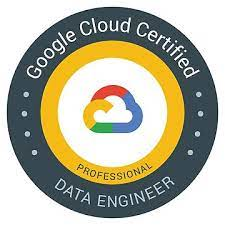 Google Cloud Certified
PROFESSIONAL
DATA ENGINEER